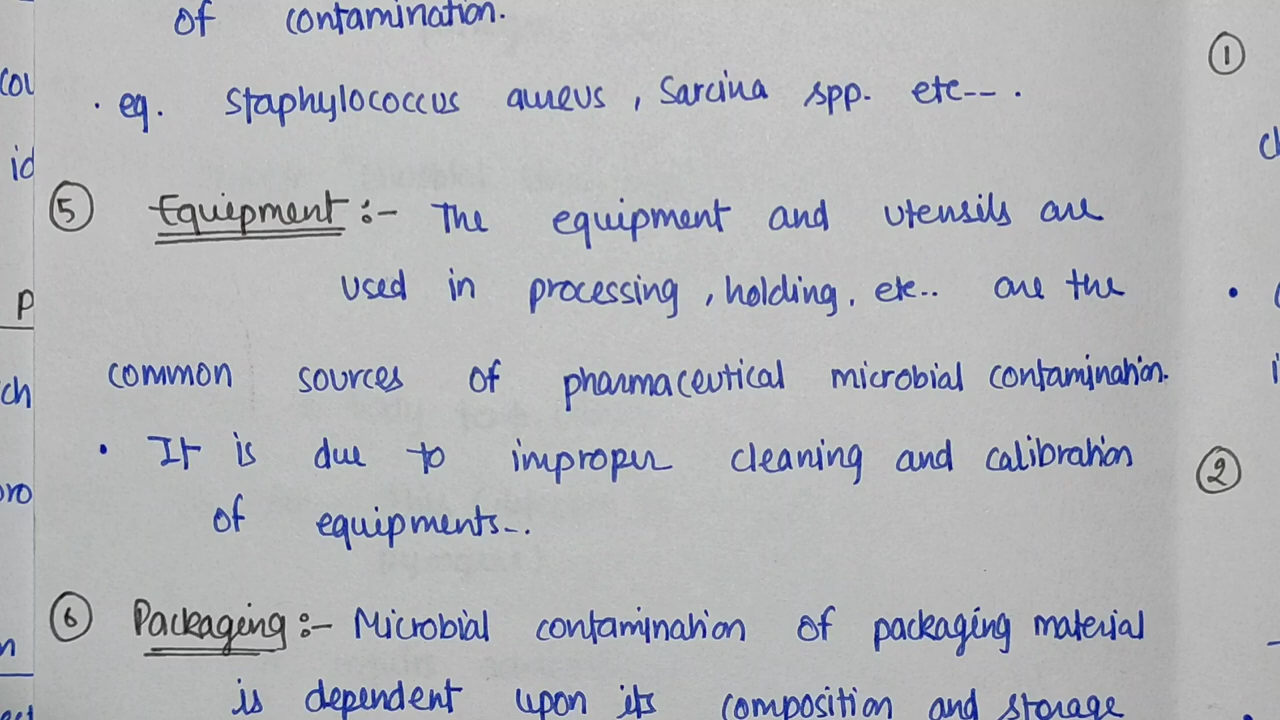 of contamination.
• eg. Staphylococcus aureus, Sarcina spp. etc--.
⑤ Equipment :- The equipment and utensils are
used in processing, holding, etc.. are the
common sources of pharmaceutical microbial contamination.
• It is due to improper cleaning and calibration
of equipments-.
⑥ Packaging :- Microbial contamination of packaging material
is dependent upon its composition and storage
①
②